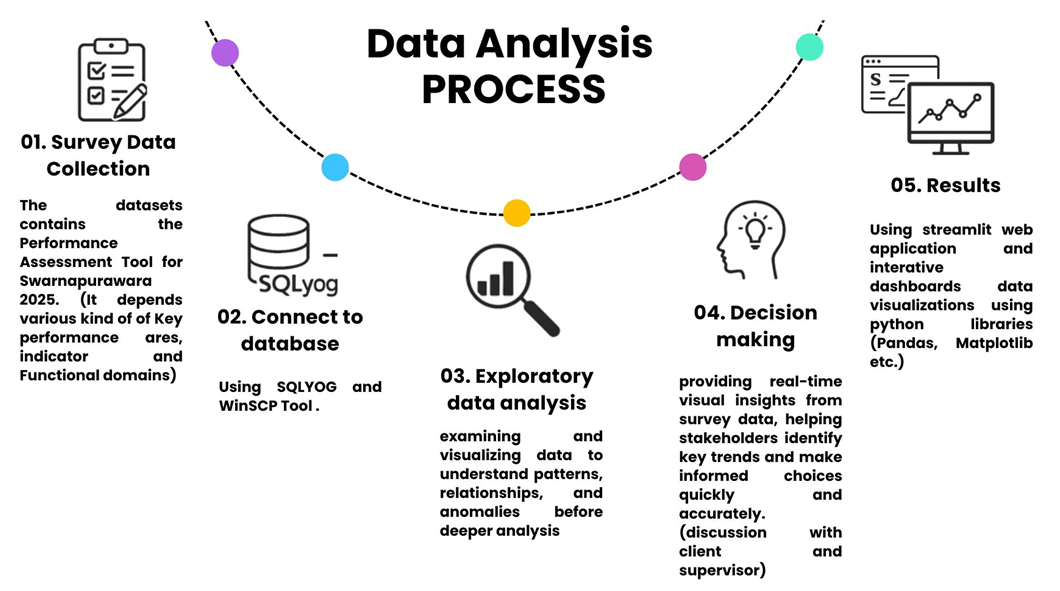 Data Analysis
PROCESS
01. Survey Data
Collection
The datasets
contains the
Performance
Assessment Tool for
Swarnapurawara
2025. (It depends
various kind of of Key
performance ares,
indicator and
Functional domains)
SQLyog
02. Connect to
database
Using SQLYOG and
WinSCP Tool .
03. Exploratory
data analysis
examining and
visualizing data to
understand patterns,
relationships, and
anomalies before
deeper analysis
04. Decision
making
providing real-time
visual insights from
survey data, helping
stakeholders identify
key trends and make
informed choices
quickly and
accurately.
(discussion with
client and
supervisor)
S
05. Results
Using streamlit web
application and
interative
dashboards data
visualizations using
python libraries
(Pandas, Matplotlib
etc.)